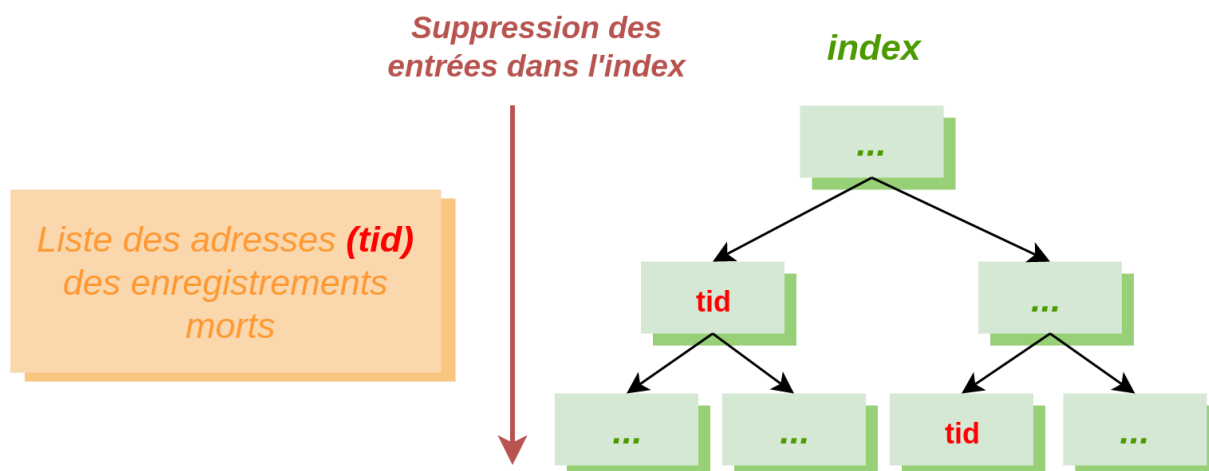 Suppression des
entrées dans l'index
index
...
Liste des adresses (tid)
des enregistrements
morts
tid
...
...
...
tid
...